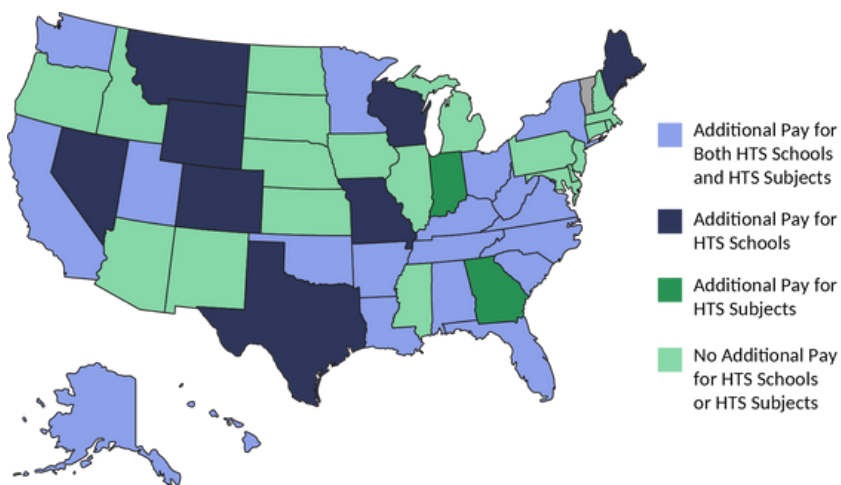 Additional Pay for
Both HTS Schools
and HTS Subjects
Additional Pay for
HTS Schools
Additional Pay for
HTS Subjects
No Additional Pay
for HTS Schools
or HTS Subjects